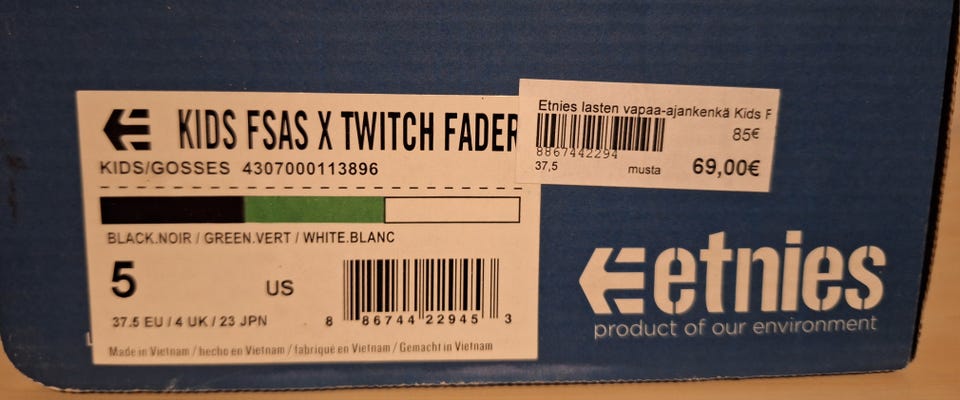 KIDS FSAS X TWITCH FADER
KIDS/GOSSES 4307000113896
BLACK.NOIR / GREEN.VERT / WHITE.BLANC
5 US
37.5 EU / 4 UK / 23 JPN
8 86744 22945 3
Made in Vietnam / hecho en Vietnam / fabriqué en Vietnam / Gemacht in Vietnam
Etnies lasten vapaa-ajankenkä Kids F
85€
8867442294
37,5 musta 69,00€
etnies
product of our environment